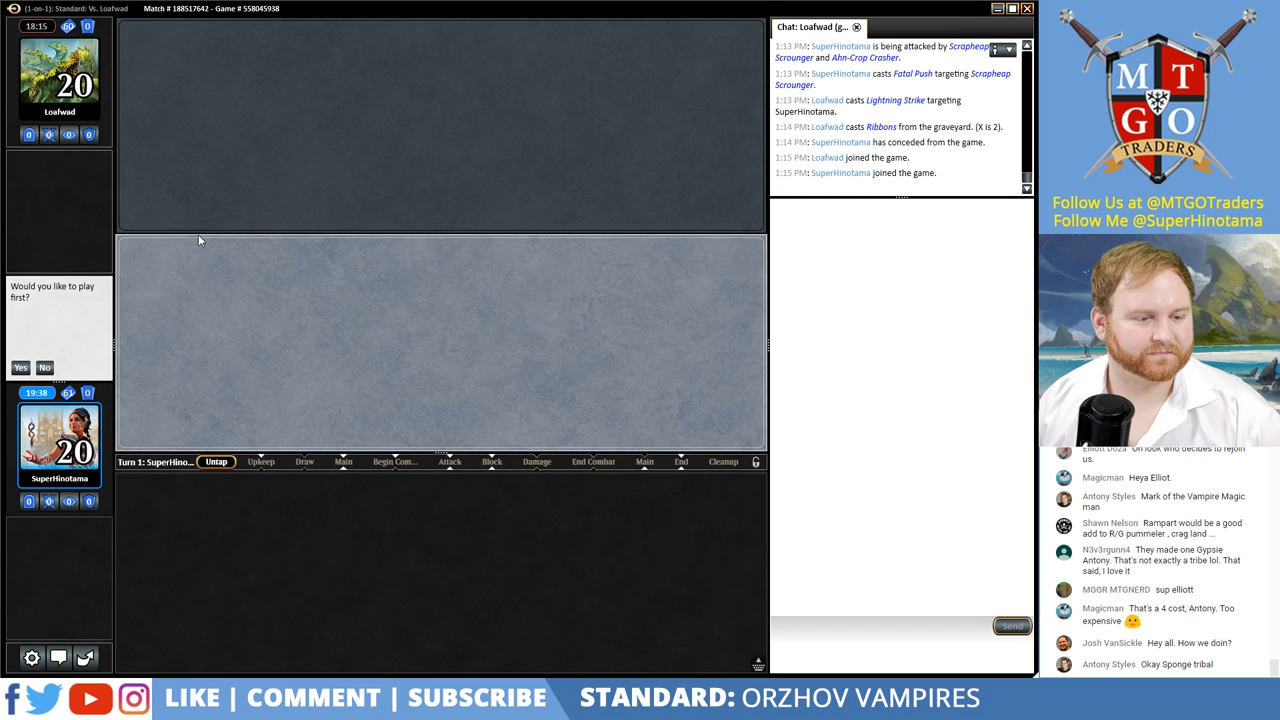 (1-on-1): Standard: Vs. Loafwad
Match # 188517642 - Game # 558045938
18:15 60 0
20
Loafwad
0 0 0 0
Would you like to play
first?
Yes No
19:38 61 0
20
SuperHinotama
0 0 0 0
Turn 1: SuperHino... Untap Upkeep Draw Main Begin Com... Attack Block Damage End Combat Main End Cleanup
Chat: Loafwad (g...
1:13 PM: SuperHinotama is being attacked by Scrapheap
Scrounger and Ahn-Crop Crasher.
1:13 PM: SuperHinotama casts Fatal Push targeting Scrapheap
Scrounger.
1:13 PM: Loafwad casts Lightning Strike targeting
SuperHinotama.
1:14 PM: Loafwad casts Ribbons from the graveyard. (X is 2).
1:14 PM: SuperHinotama has conceded from the game.
1:15 PM: Loafwad joined the game.
1:15 PM: SuperHinotama joined the game.
Send
M T
G O
TRADERS
Follow Us at @MTGOTraders
Follow Me @SuperHinotama
Elliott Doza Oh look who decides to rejoin
us.
Magicman Heya Elliot.
Antony Styles Mark of the Vampire Magic
man
Shawn Nelson Rampart would be a good
add to R/G pummeler , crag land ...
N3v3rgunn4 They made one Gypsie
Antony. That's not exactly a tribe lol. That
said, I love it
MGGR MTGNERD sup elliott
Magicman That's a 4 cost, Antony. Too
expensive
Josh VanSickle Hey all. How we doin?
Antony Styles Okay Sponge tribal
LIKE | COMMENT | SUBSCRIBE
STANDARD: ORZHOV VAMPIRES